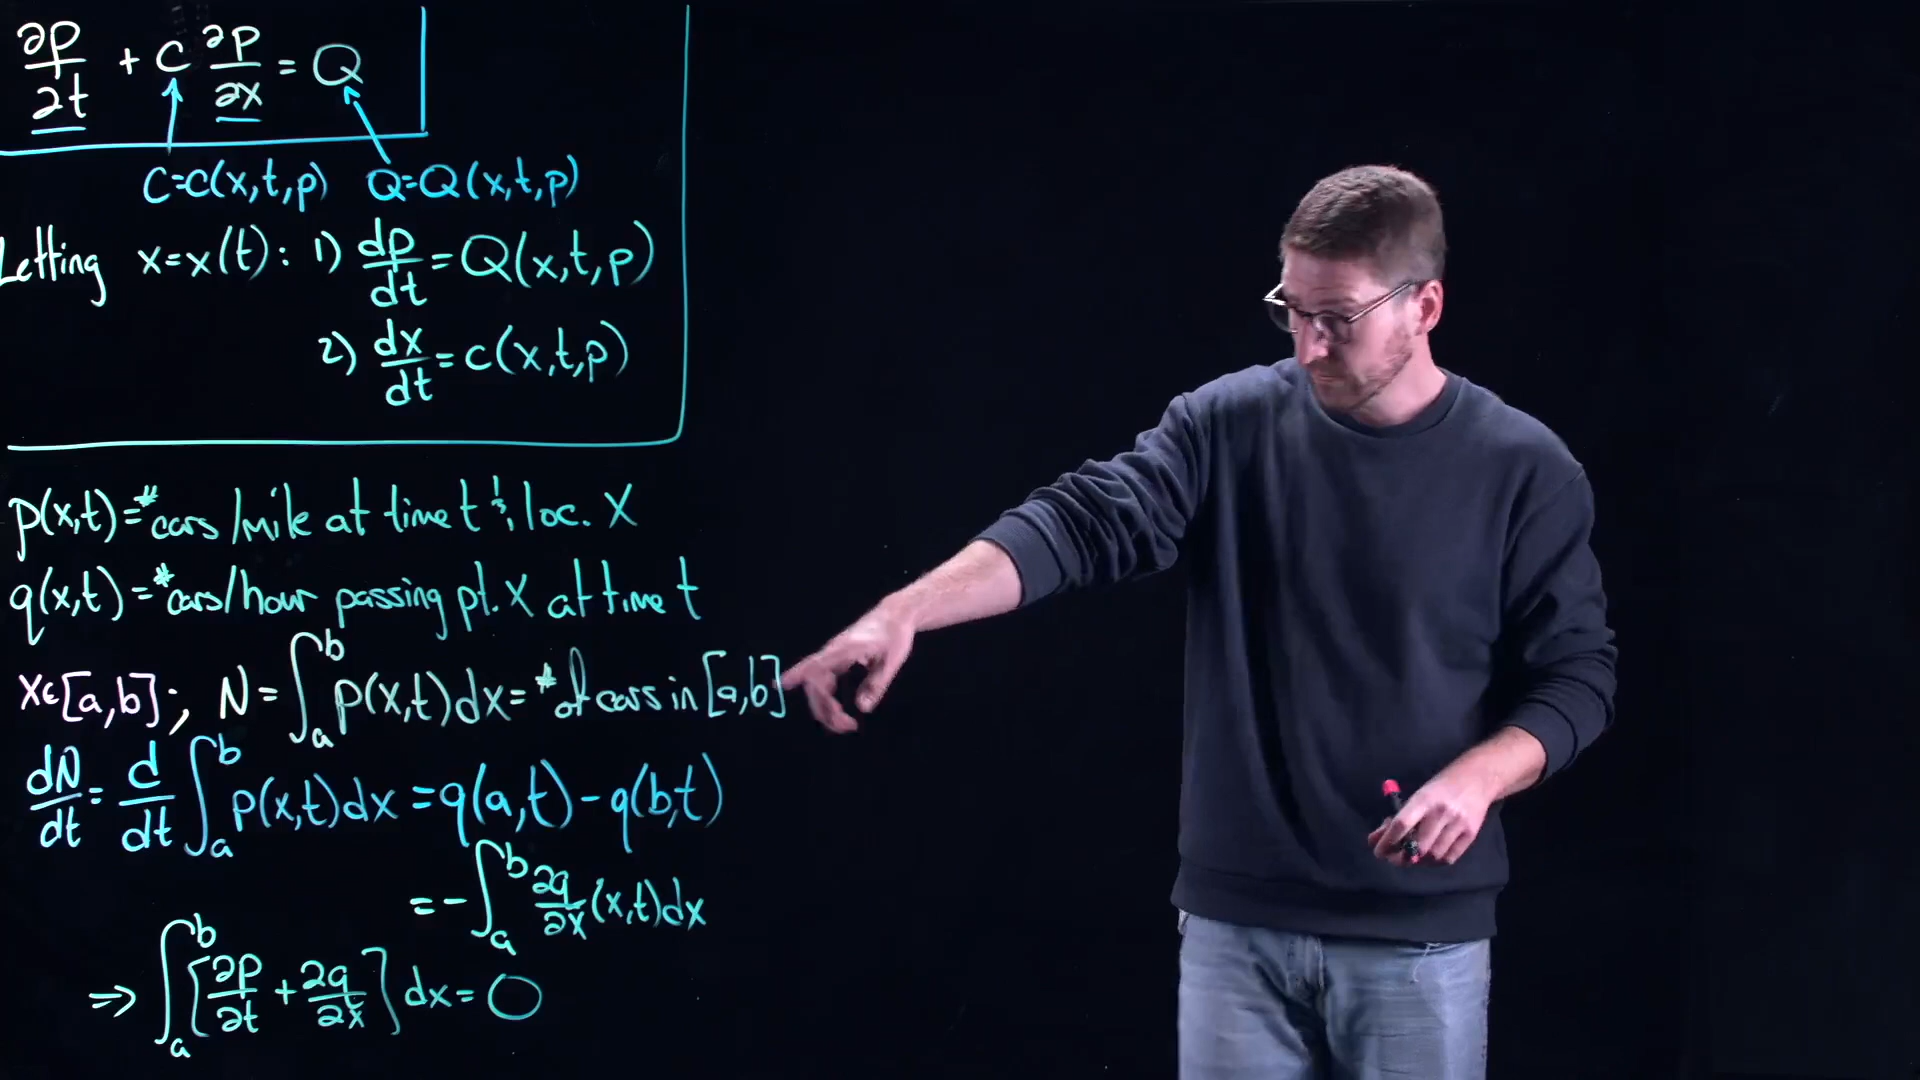 ∂p/∂t + C ∂p/∂x = Q
C=c(x,t,p) Q=Q(x,t,p)
Letting x=x(t): 1) dp/dt=Q(x,t,p)
2) dx/dt=c(x,t,p)
p(x,t)=# cars/mile at time t & loc. X
q(x,t)=# cars/hour passing pt. X at time t
x∈[a,b]; N=∫_a^b p(x,t)dx=# of cars in [a,b]
dN/dt=d/dt ∫_a^b p(x,t)dx=q(a,t)-q(b,t)
=-∫_a^b ∂q/∂x (x,t)dx
⇒ ∫_a^b [∂p/∂t+∂q/∂x] dx=0